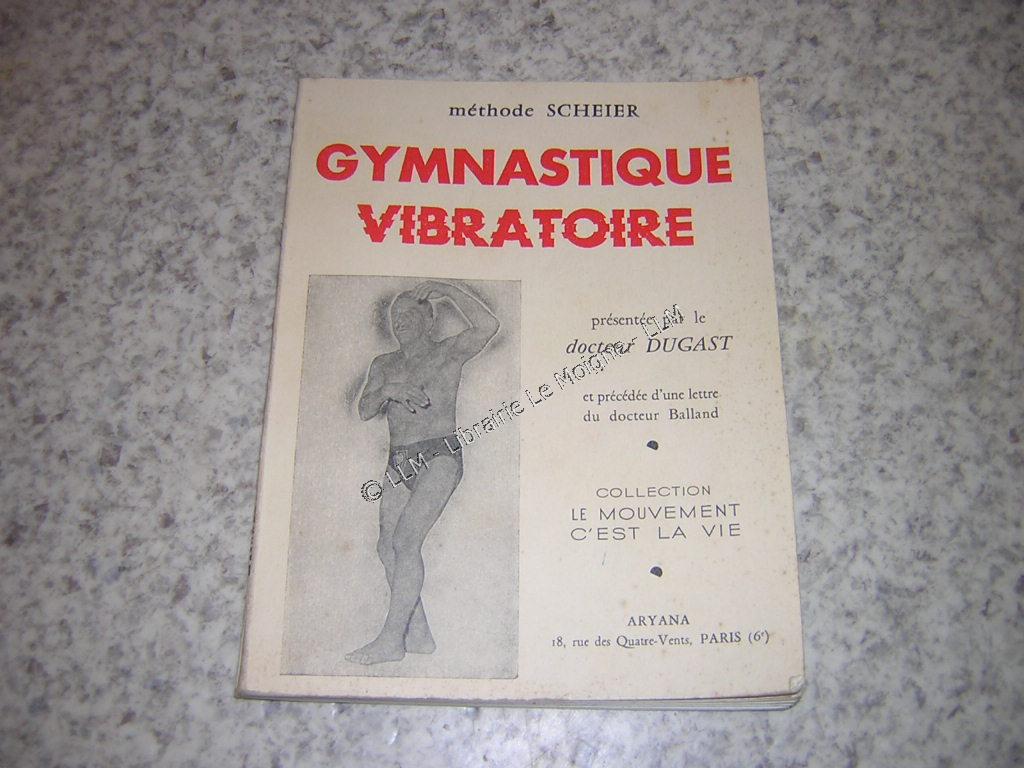 méthode SCHEIER
GYMNASTIQUE
VIBRATOIRE
présentée par le
docteur DUGAST
et précédée d'une lettre
du docteur Balland
COLLECTION
LE MOUVEMENT
C'EST LA VIE
ARYANA
18, rue des Quatre-Vents, PARIS (6e)
© LLM - Librairie Le Moigne - LLM